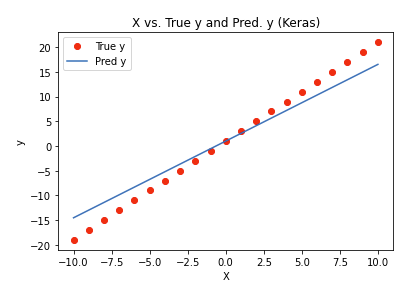 X vs. True y and Pred. y (Keras)
True y
Pred y
20
15
10
5
0
−5
−10
−15
−20
y
−10.0 −7.5 −5.0 −2.5 0.0 2.5 5.0 7.5 10.0
X